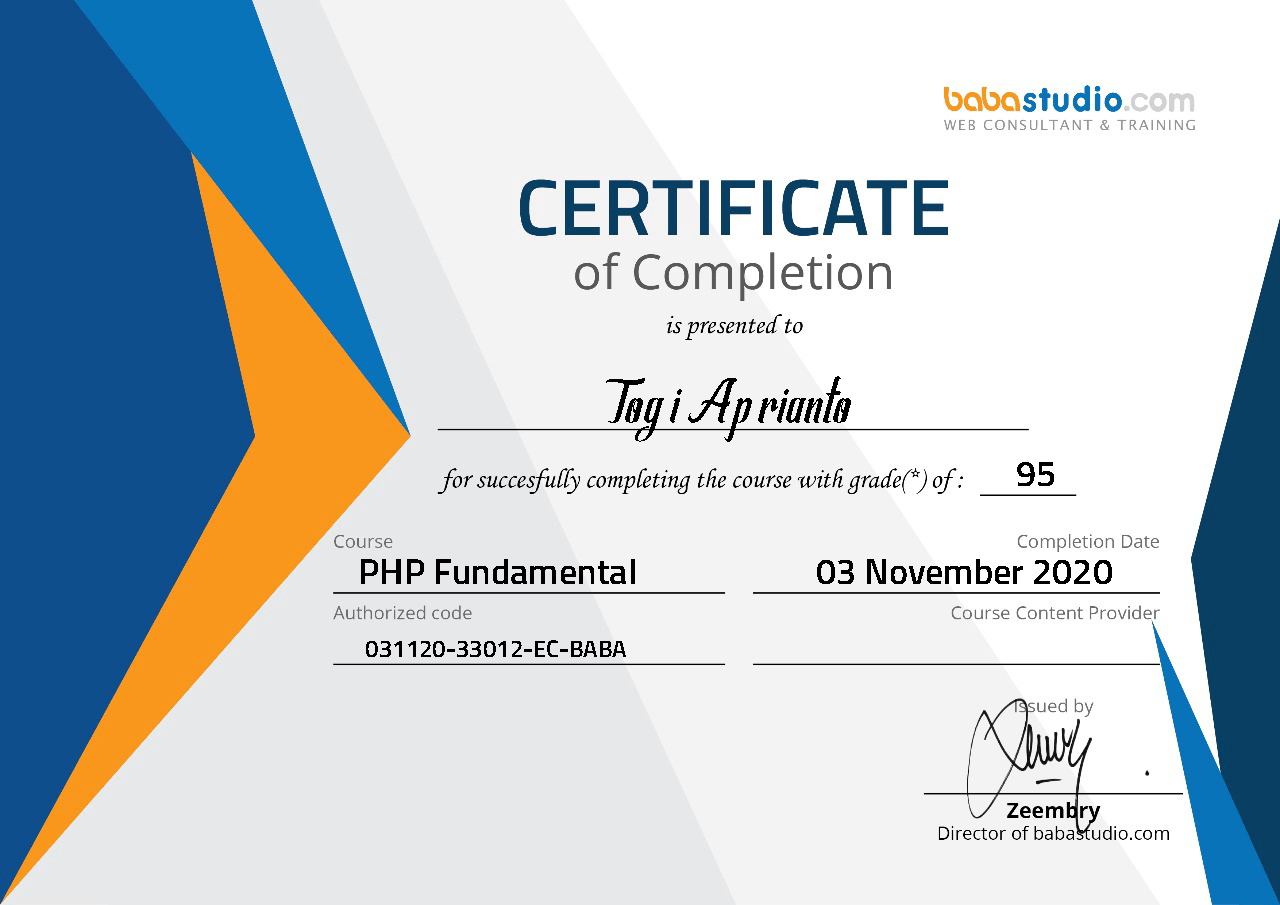 babastudio.com
WEB CONSULTANT & TRAINING
CERTIFICATE
of Completion
is presented to
Togi Aprianto
for succesfully completing the course with grade(*) of : 95
Course
Completion Date
PHP Fundamental
03 November 2020
Authorized code
Course Content Provider
031120-33012-EC-BABA
Issued by
Zeembry
Director of babastudio.com